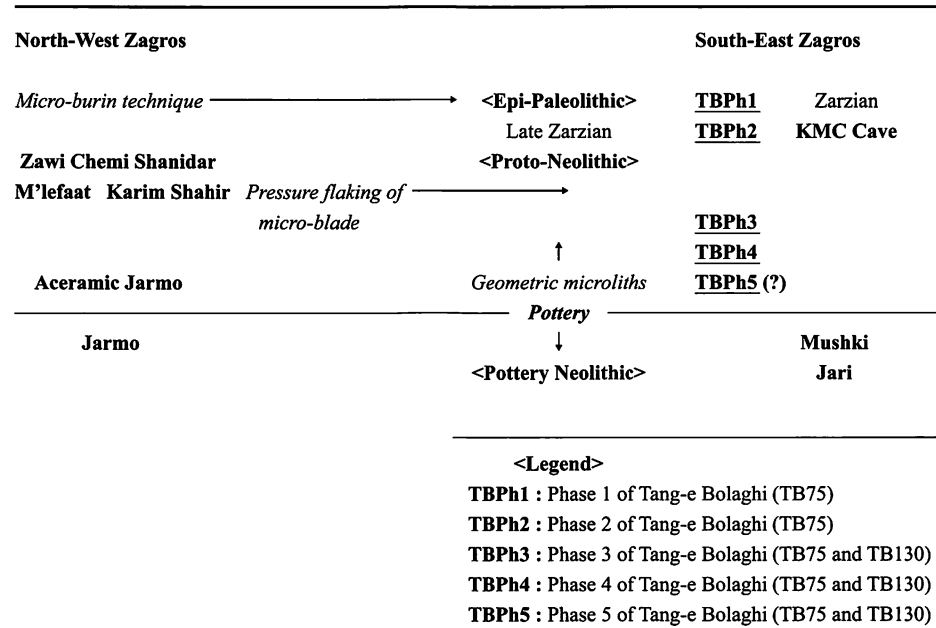 North-West Zagros South-East Zagros
Micro-burin technique <Epi-Paleolithic> TBPh1 Zarzian
Late Zarzian TBPh2 KMC Cave
Zawi Chemi Shanidar <Proto-Neolithic>
M'lefaat Karim Shahir Pressure flaking of
micro-blade TBPh3
TBPh4
Aceramic Jarmo Geometric microliths TBPh5 (?)
Pottery
Jarmo Mushki
<Pottery Neolithic> Jari
<Legend>
TBPh1 : Phase 1 of Tang-e Bolaghi (TB75)
TBPh2 : Phase 2 of Tang-e Bolaghi (TB75)
TBPh3 : Phase 3 of Tang-e Bolaghi (TB75 and TB130)
TBPh4 : Phase 4 of Tang-e Bolaghi (TB75 and TB130)
TBPh5 : Phase 5 of Tang-e Bolaghi (TB75 and TB130)